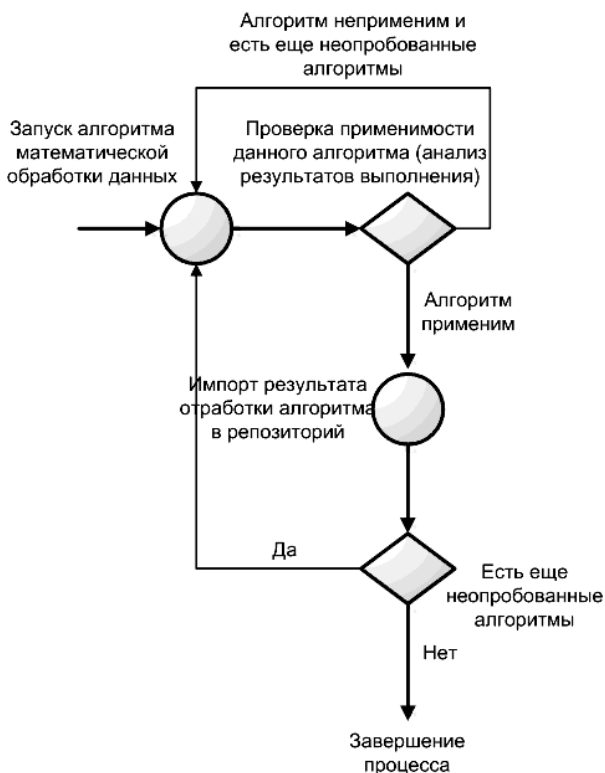 Алгоритм неприменим и
есть еще неопробованные
алгоритмы
Запуск алгоритма
математической
обработки данных
Проверка применимости
данного алгоритма (анализ
результатов выполнения)
Алгоритм
применим
Импорт результата
отработки алгоритма
в репозиторий
Да
Есть еще
неопробованные
алгоритмы
Нет
Завершение
процесса